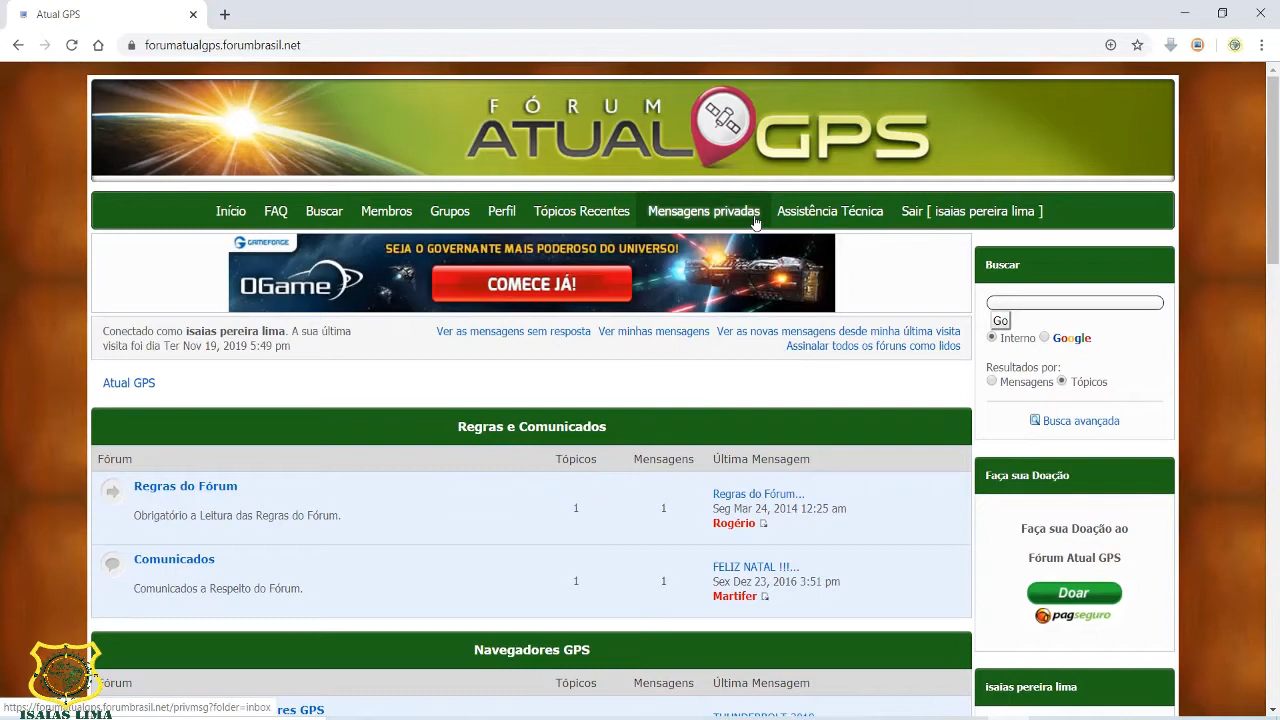 Atual GPS
forumatualgps.forumbrasil.net
FÓRUM
ATUAL GPS
Início FAQ Buscar Membros Grupos Perfil Tópicos Recentes Mensagens privadas Assistência Técnica Sair [ isaias pereira lima ]
GAMEFORGE
SEJA O GOVERNANTE MAIS PODEROSO DO UNIVERSO!
OGame
COMECE JÁ!
Conectado como isaias pereira lima. A sua última
visita foi dia Ter Nov 19, 2019 5:49 pm
Ver as mensagens sem resposta Ver minhas mensagens Ver as novas mensagens desde minha última visita
Assinalar todos os fóruns como lidos
Atual GPS
Regras e Comunicados
Fórum Tópicos Mensagens Última Mensagem
Regras do Fórum
Obrigatório a Leitura das Regras do Fórum.
1 1
Regras do Fórum...
Seg Mar 24, 2014 12:25 am
Rogério
Comunicados
Comunicados a Respeito do Fórum.
1 1
FELIZ NATAL !!!...
Sex Dez 23, 2016 3:51 pm
Martifer
Navegadores GPS
Fórum Tópicos Mensagens Última Mensagem
res GPS
THUNDERBOLT 2019
Buscar
Go
Interno Google
Resultados por:
Mensagens Tópicos
Busca avançada
Faça sua Doação
Faça sua Doação ao
Fórum Atual GPS
Doar
pagseguro
isaias pereira lima
ISAIAS LIMA